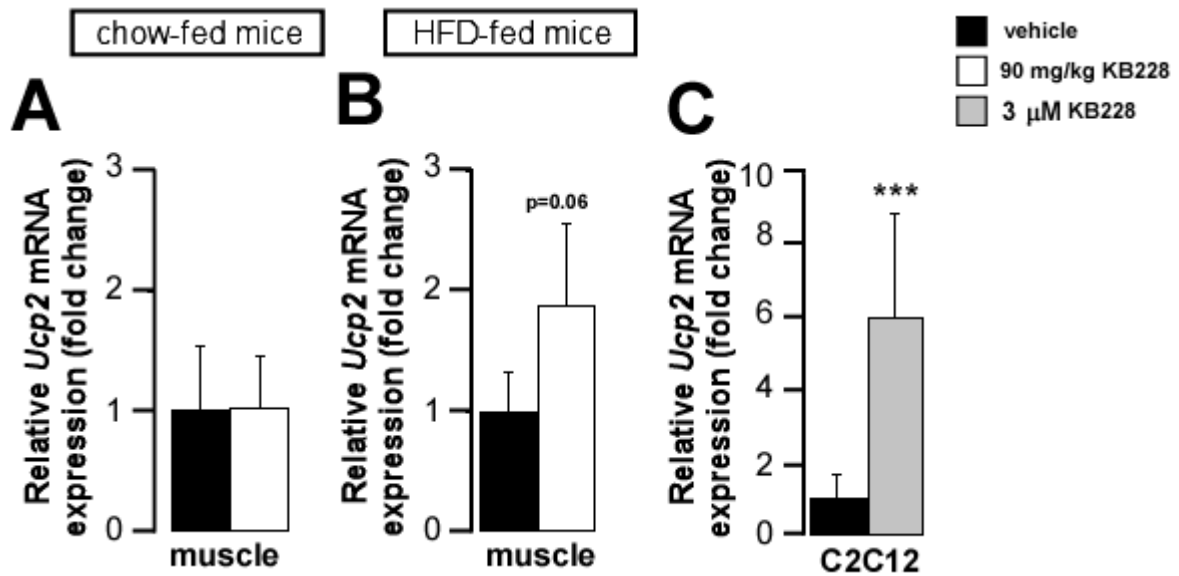 chow-fed mice
HFD-fed mice
vehicle
90 mg/kg KB228
3 μM KB228
A
Relative Ucp2 mRNA
expression (fold change)
3
2
1
0
muscle
B
Relative Ucp2 mRNA
expression (fold change)
3
2
1
0
p=0.06
muscle
C
Relative Ucp2 mRNA
expression (fold change)
10
8
6
4
2
0
***
C2C12